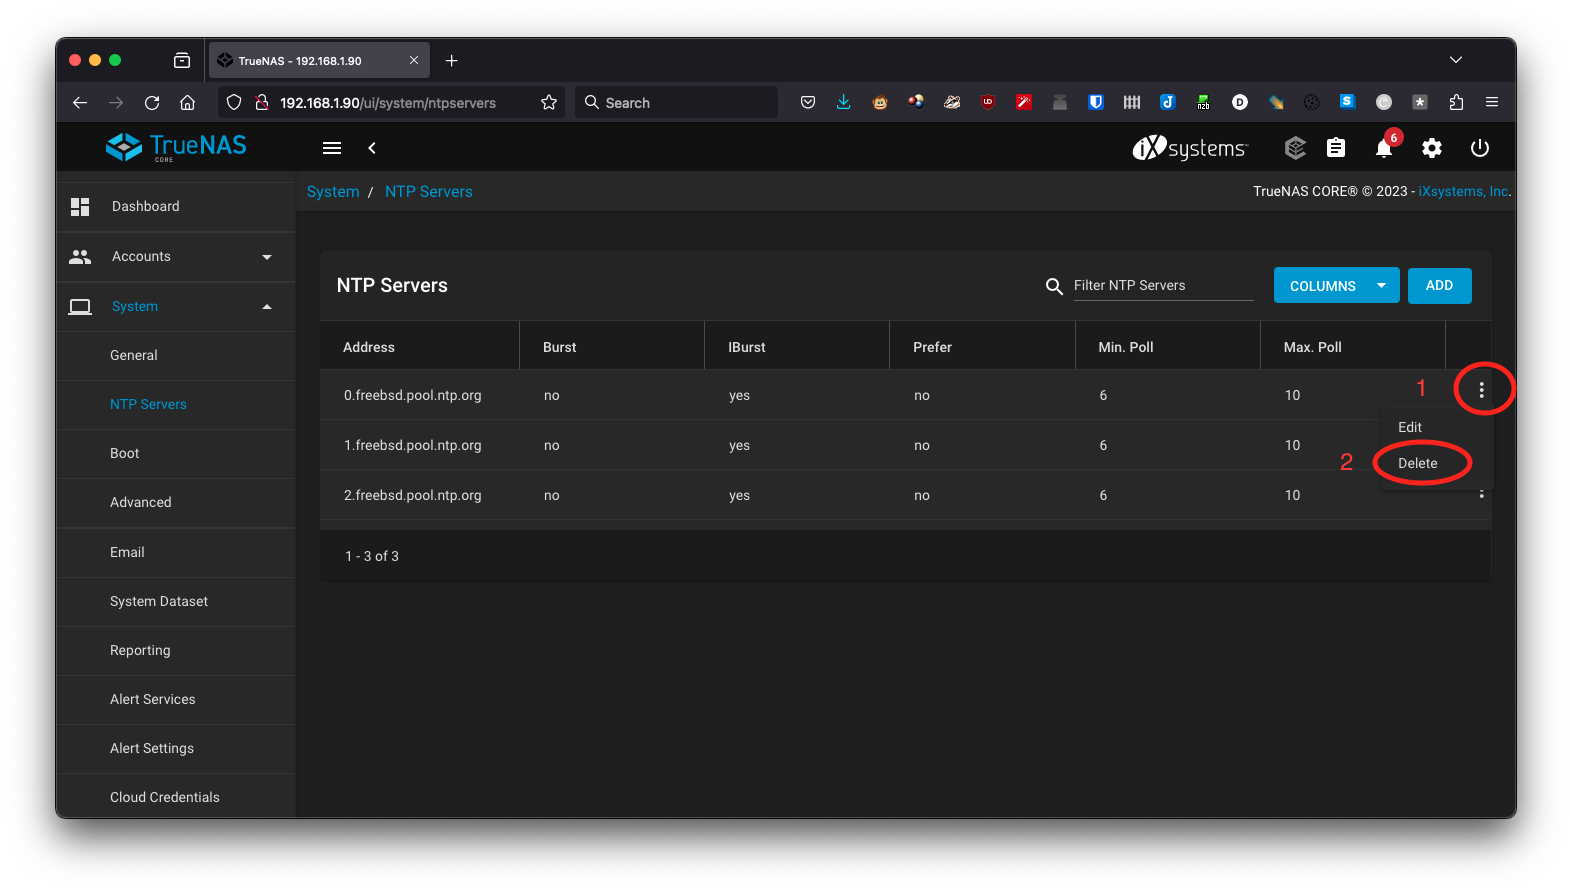 TrueNAS - 192.168.1.90
192.168.1.90/ui/system/ntpservers
Search
UD
n2b
D
S
TrueNAS
CORE
iXsystems™
6
System / NTP Servers
TrueNAS CORE® © 2023 - iXsystems, Inc.
Dashboard
Accounts
System
General
NTP Servers
Boot
Advanced
Email
System Dataset
Reporting
Alert Services
Alert Settings
Cloud Credentials
NTP Servers
Filter NTP Servers
COLUMNS
ADD
Address Burst IBurst Prefer Min. Poll Max. Poll
0.freebsd.pool.ntp.org no yes no 6 10
1.freebsd.pool.ntp.org no yes no 6 10
2.freebsd.pool.ntp.org no yes no 6 10
1 - 3 of 3
1
Edit
2
Delete